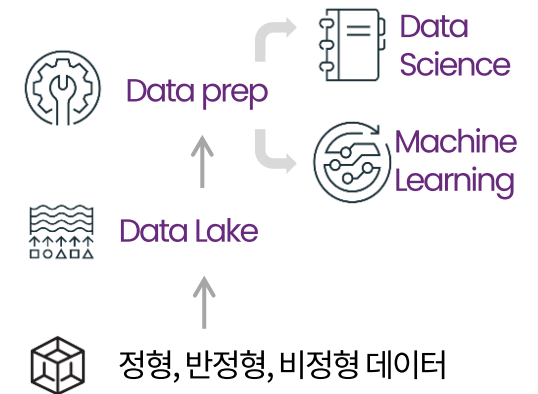 Data
Science
Data prep
Machine
Learning
Data Lake
정형, 반정형, 비정형 데이터